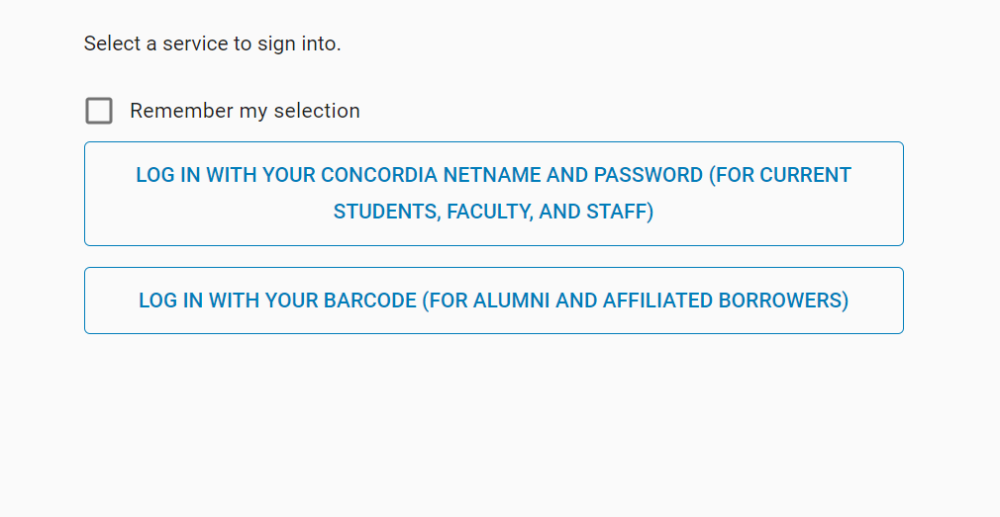 Select a service to sign into.
Remember my selection
LOG IN WITH YOUR CONCORDIA NETNAME AND PASSWORD (FOR CURRENT
STUDENTS, FACULTY, AND STAFF)
LOG IN WITH YOUR BARCODE (FOR ALUMNI AND AFFILIATED BORROWERS)